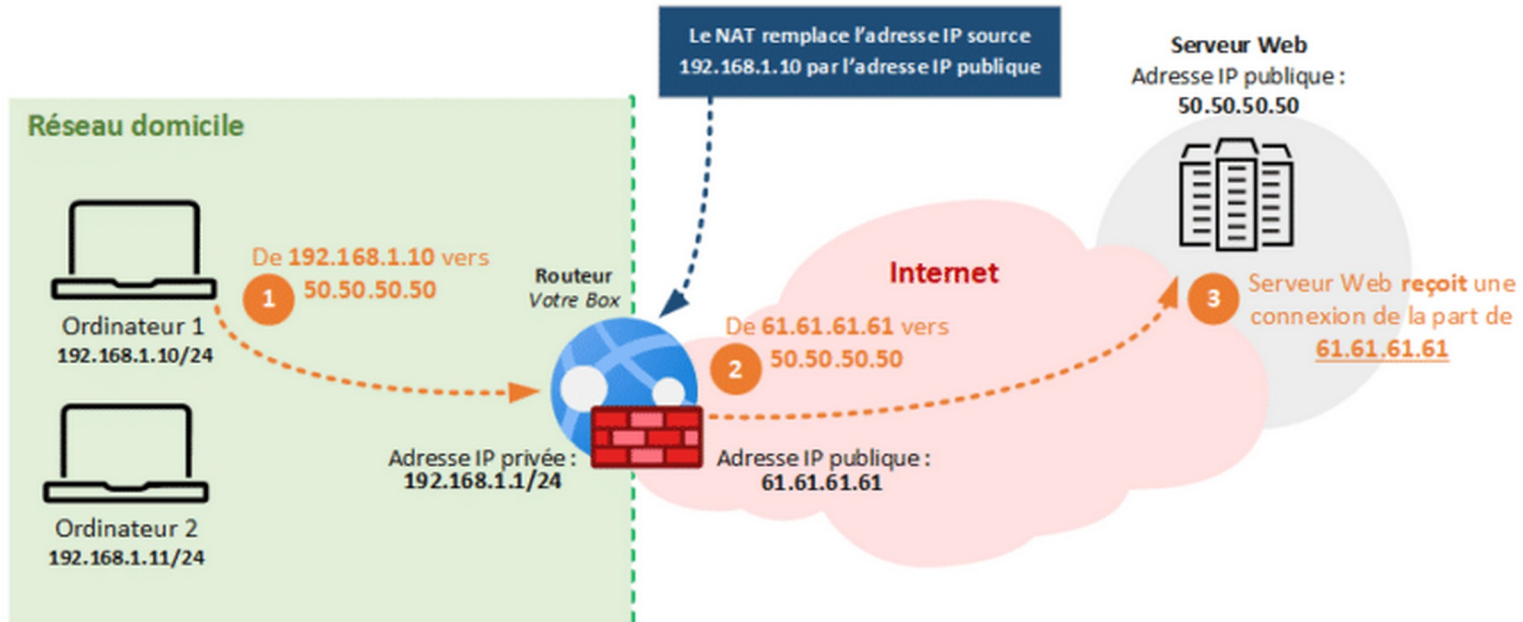 Le NAT remplace l'adresse IP source
192.168.1.10 par l'adresse IP publique
Serveur Web
Adresse IP publique :
50.50.50.50
Réseau domicile
De 192.168.1.10 vers
1
50.50.50.50
Ordinateur 1
192.168.1.10/24
Routeur
Votre Box
Internet
De 61.61.61.61 vers
2
50.50.50.50
3
Serveur Web reçoit une
connexion de la part de
61.61.61.61
Adresse IP privée :
192.168.1.1/24
Adresse IP publique :
61.61.61.61
Ordinateur 2
192.168.1.11/24